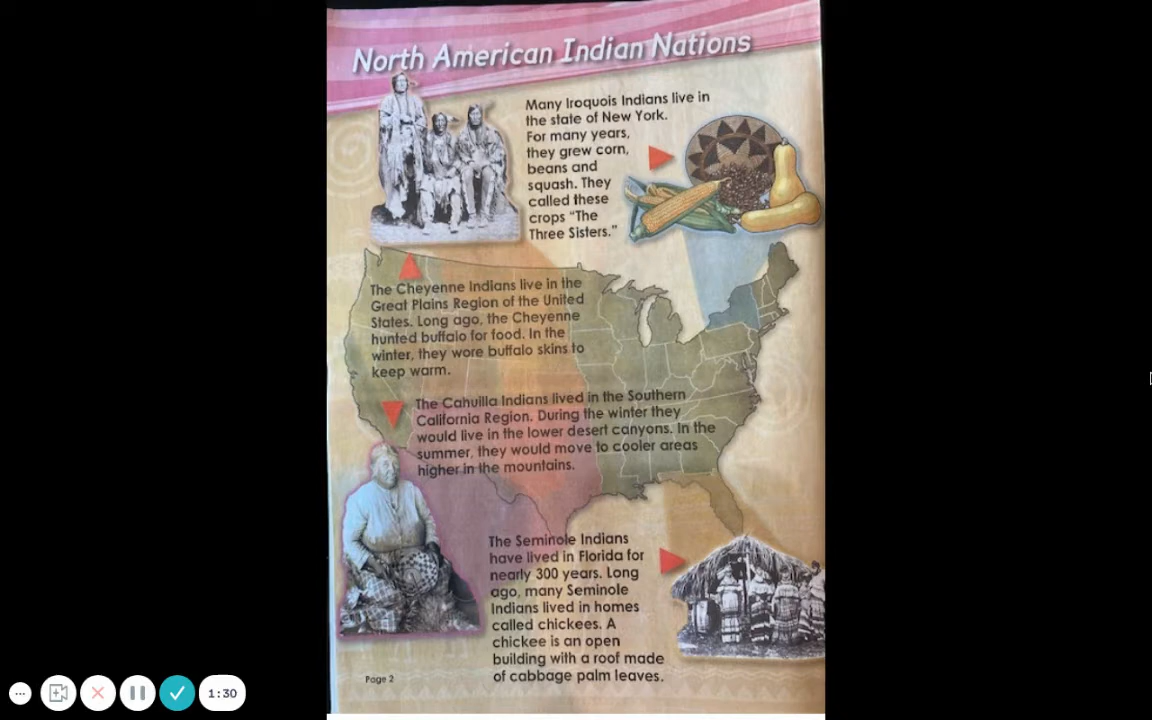 North American Indian Nations
Many Iroquois Indians live in
the state of New York.
For many years,
they grew corn,
beans and
squash. They
called these
crops “The
Three Sisters.”
The Cheyenne Indians live in the
Great Plains Region of the United
States. Long ago, the Cheyenne
hunted buffalo for food. In the
winter, they wore buffalo skins to
keep warm.
The Cahuilla Indians lived in the Southern
California Region. During the winter they
would live in the lower desert canyons. In the
summer, they would move to cooler areas
higher in the mountains.
The Seminole Indians
have lived in Florida for
nearly 300 years. Long
ago, many Seminole
Indians lived in homes
called chickees. A
chickee is an open
building with a roof made
of cabbage palm leaves.
Page 2
1:30